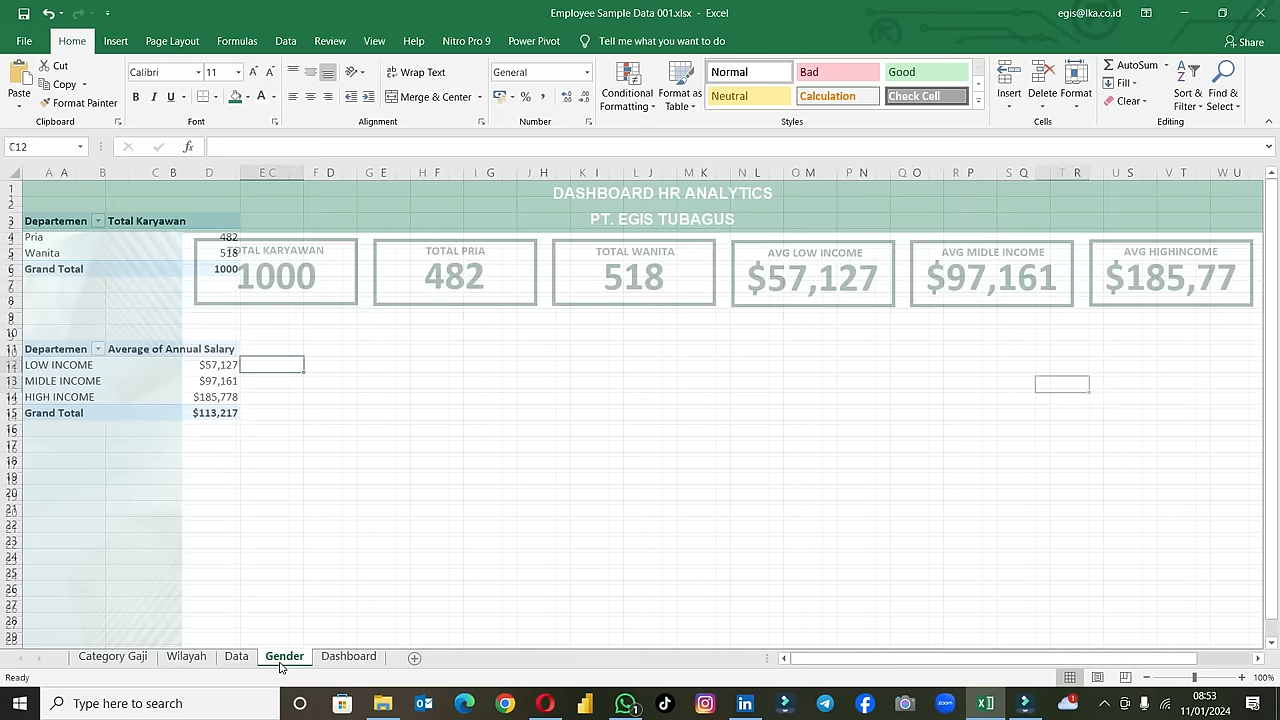 Employee Sample Data 001.xlsx - Excel
egis@lka.co.id
File Home Insert Page Layout Formulas Data Review View Help Nitro Pro 9 Power Pivot Tell me what you want to do Share
Paste
Cut
Copy
Format Painter
Clipboard
Calibri 11
B I U
Font
Wrap Text
Merge & Center
Alignment
General
Number
Conditional Formatting
Format as Table
Normal Bad Good
Neutral Calculation Check Cell
Styles
Insert Delete Format
Cells
AutoSum
Fill
Clear
Sort & Filter
Find & Select
Editing
C12
fx
DASHBOARD HR ANALYTICS
PT. EGIS TUBAGUS
Departemen Total Karyawan
Pria 482
Wanita 518
Grand Total 1000
TOTAL KARYAWAN
1000
TOTAL PRIA
482
TOTAL WANITA
518
AVG LOW INCOME
$57,127
AVG MIDLE INCOME
$97,161
AVG HIGHINCOME
$185,77
Departemen Average of Annual Salary
LOW INCOME $57,127
MIDLE INCOME $97,161
HIGH INCOME $185,778
Grand Total $113,217
Category Gaji Wilayah Data Gender Dashboard
Ready
100%
Type here to search
zoom
1
08:53
11/01/2024